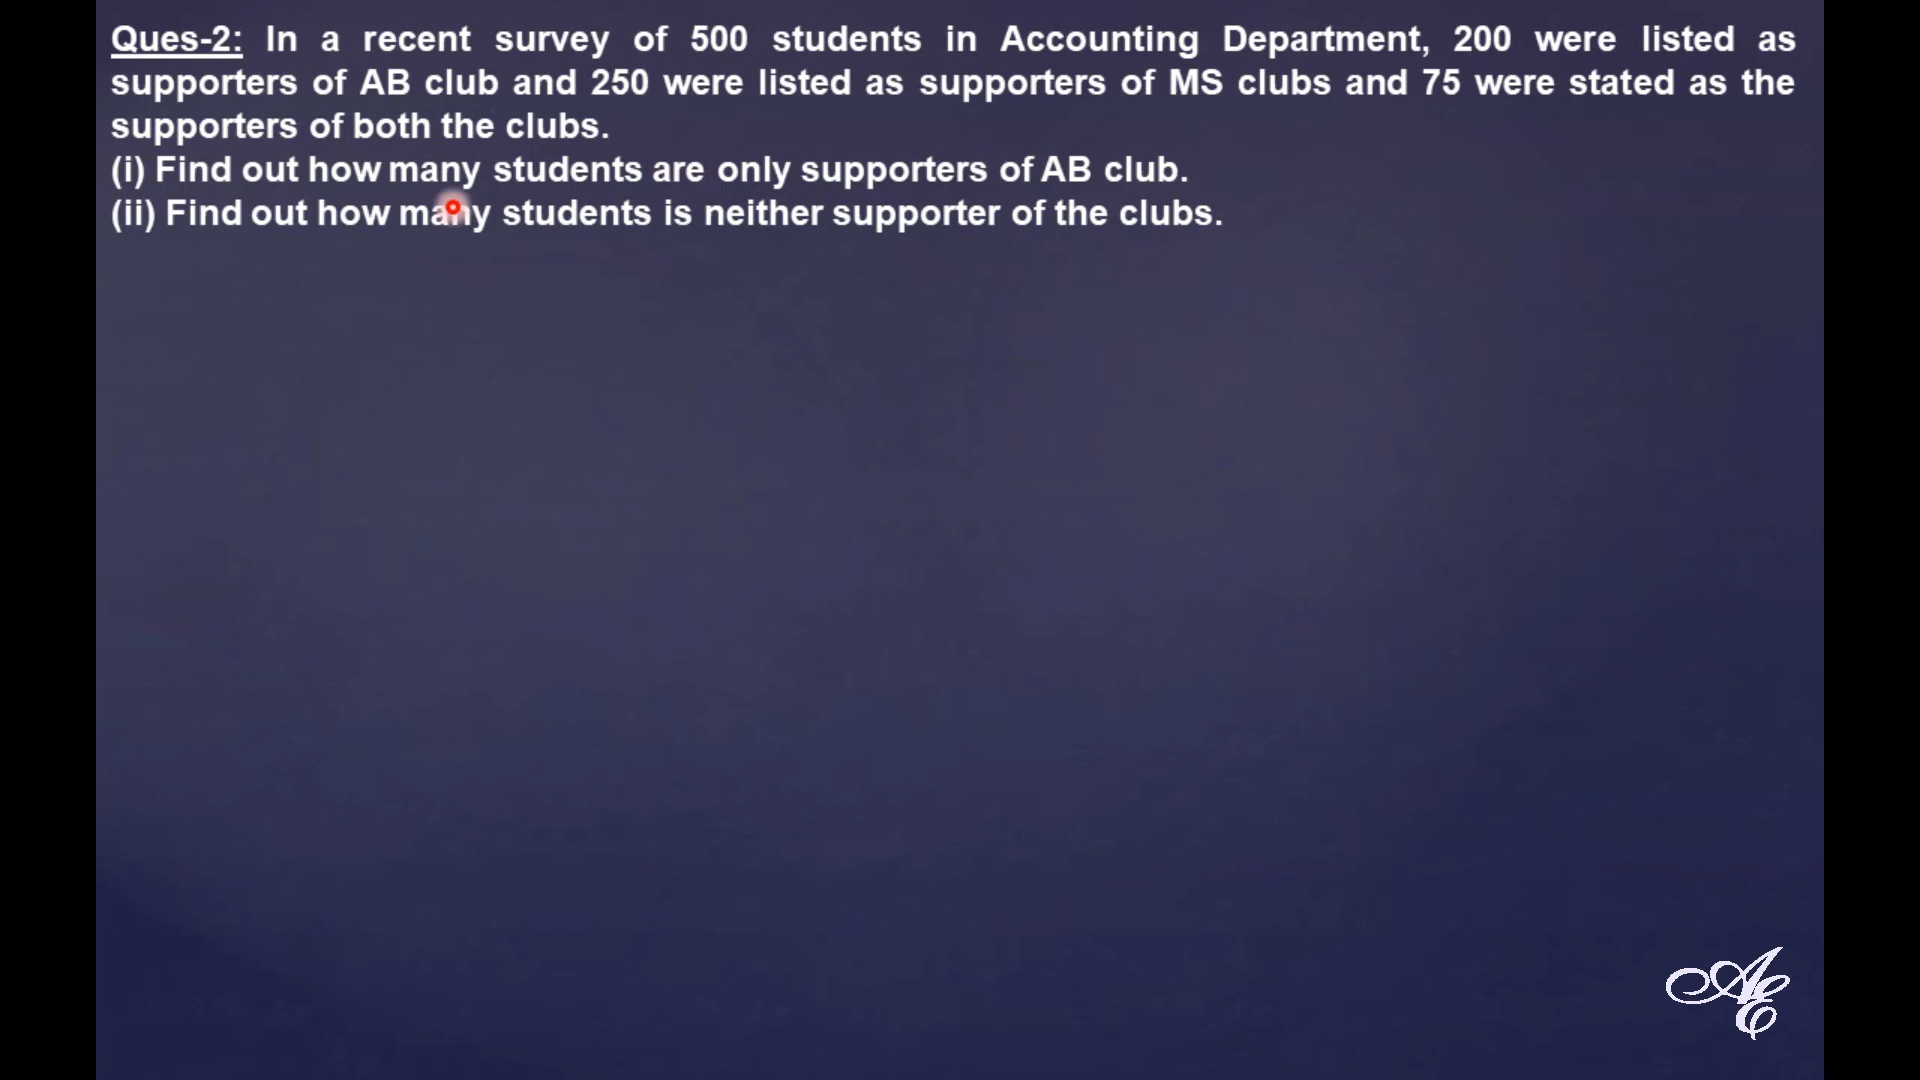 Ques-2: In a recent survey of 500 students in Accounting Department, 200 were listed as
supporters of AB club and 250 were listed as supporters of MS clubs and 75 were stated as the
supporters of both the clubs.
(i) Find out how many students are only supporters of AB club.
(ii) Find out how many students is neither supporter of the clubs.
AE